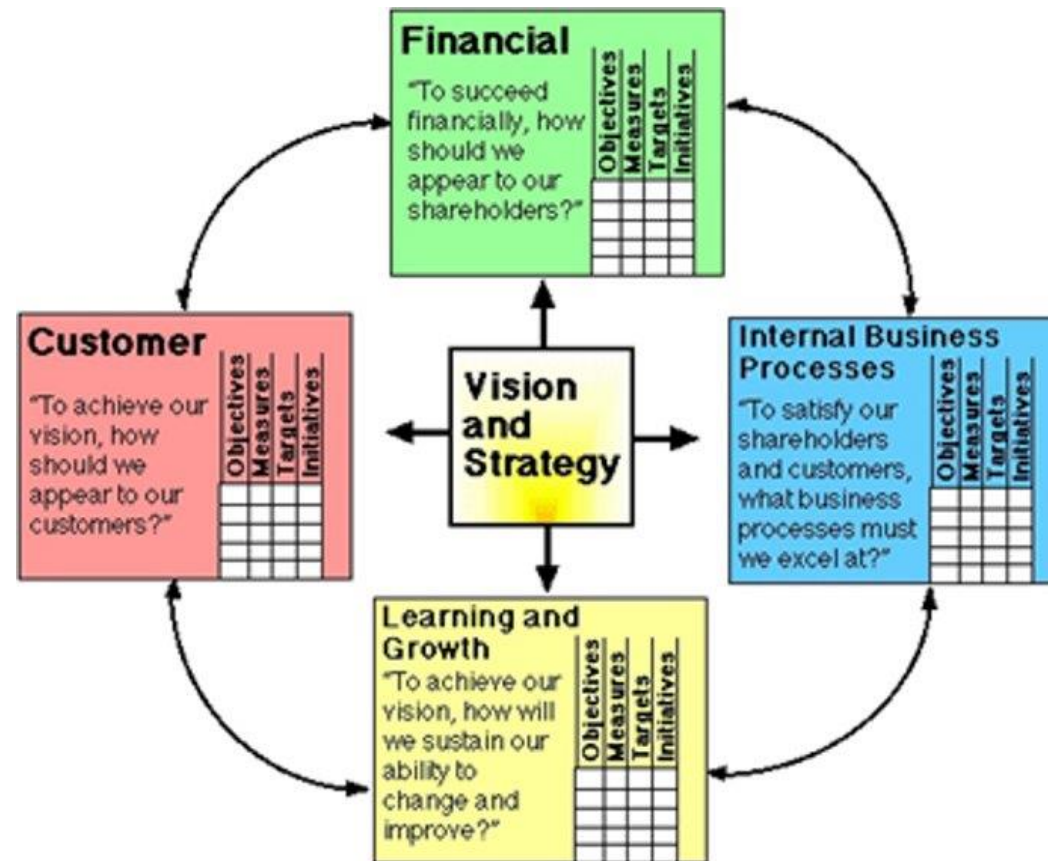 Financial
"To succeed
financially, how
should we
appear to our
shareholders?"
Objectives
Measures
Targets
Initiatives
Customer
"To achieve our
vision, how
should we
appear to our
customers?"
Objectives
Measures
Targets
Initiatives
Vision
and
Strategy
Internal Business
Processes
"To satisfy our
shareholders
and customers,
what business
processes must
we excel at?"
Objectives
Measures
Targets
Initiatives
Learning and
Growth
"To achieve our
vision, how will
we sustain our
ability to
change and
improve?"
Objectives
Measures
Targets
Initiatives